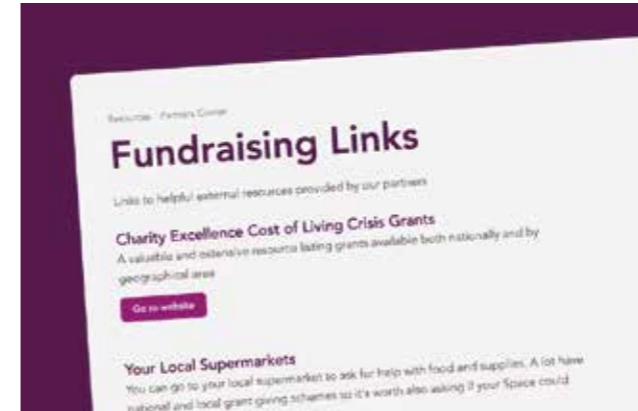 Resources Partners Corner
Fundraising Links
Links to helpful external resources provided by our partners
Charity Excellence Cost of Living Crisis Grants
A valuable and extensive resource listing grants available both nationally and by
geographical area
Go to website
Your Local Supermarkets
You can go to your local supermarket to ask for help with food and supplies. A lot have
national and local grant giving schemes so it's worth also asking if your Space could